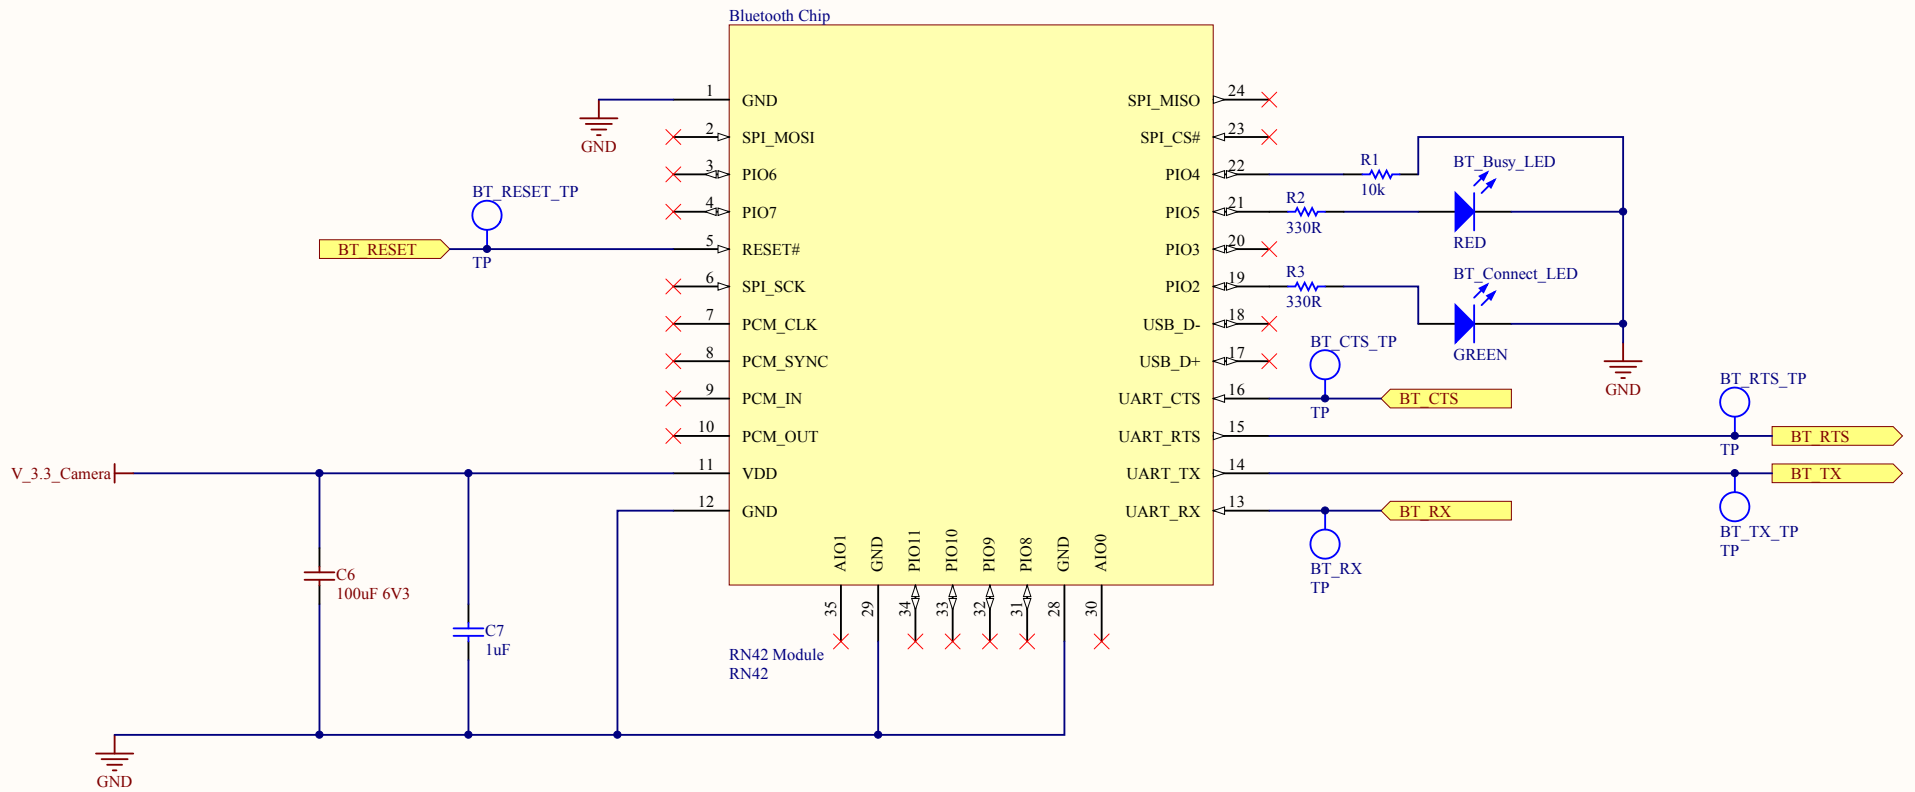 Bluetooth Chip
1 GND
2 SPI_MOSI
3 PIO6
4 PIO7
5 RESET#
6 SPI_SCK
7 PCM_CLK
8 PCM_SYNC
9 PCM_IN
10 PCM_OUT
11 VDD
12 GND
SPI_MISO 24
SPI_CS# 23
PIO4 22
PIO5 21
PIO3 20
PIO2 19
USB_D- 18
USB_D+ 17
UART_CTS 16
UART_RTS 15
UART_TX 14
UART_RX 13
AIO1 35
GND 29
PIO11 34
PIO10 33
PIO9 32
PIO8 31
GND 28
AIO0 30
RN42 Module
RN42
GND
BT_RESET_TP
BT_RESET
TP
V_3.3_Camera
C6
100uF 6V3
C7
1uF
GND
R1
10k
BT_Busy_LED
R2
330R
RED
R3
330R
BT_Connect_LED
GREEN
GND
BT_CTS_TP
TP
BT_CTS
BT_RTS_TP
TP
BT_RTS
BT_TX
BT_TX_TP
TP
BT_RX
BT_RX
TP